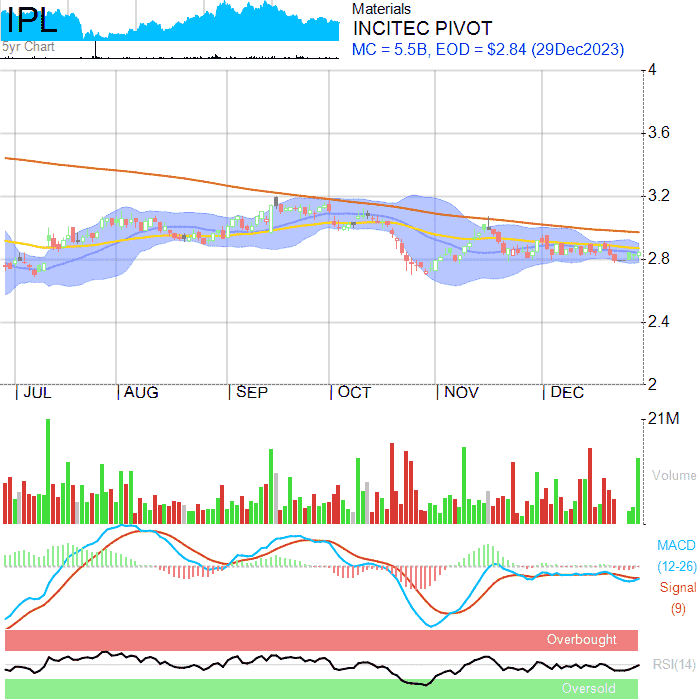 IPL
5yr Chart
Materials
INCITEC PIVOT
MC = 5.5B, EOD = $2.84 (29Dec2023)
4
3.6
3.2
2.8
2.4
2
JUL AUG SEP OCT NOV DEC
21M
Volume
MACD
(12-26)
Signal
(9)
Overbought
RSI(14)
Oversold